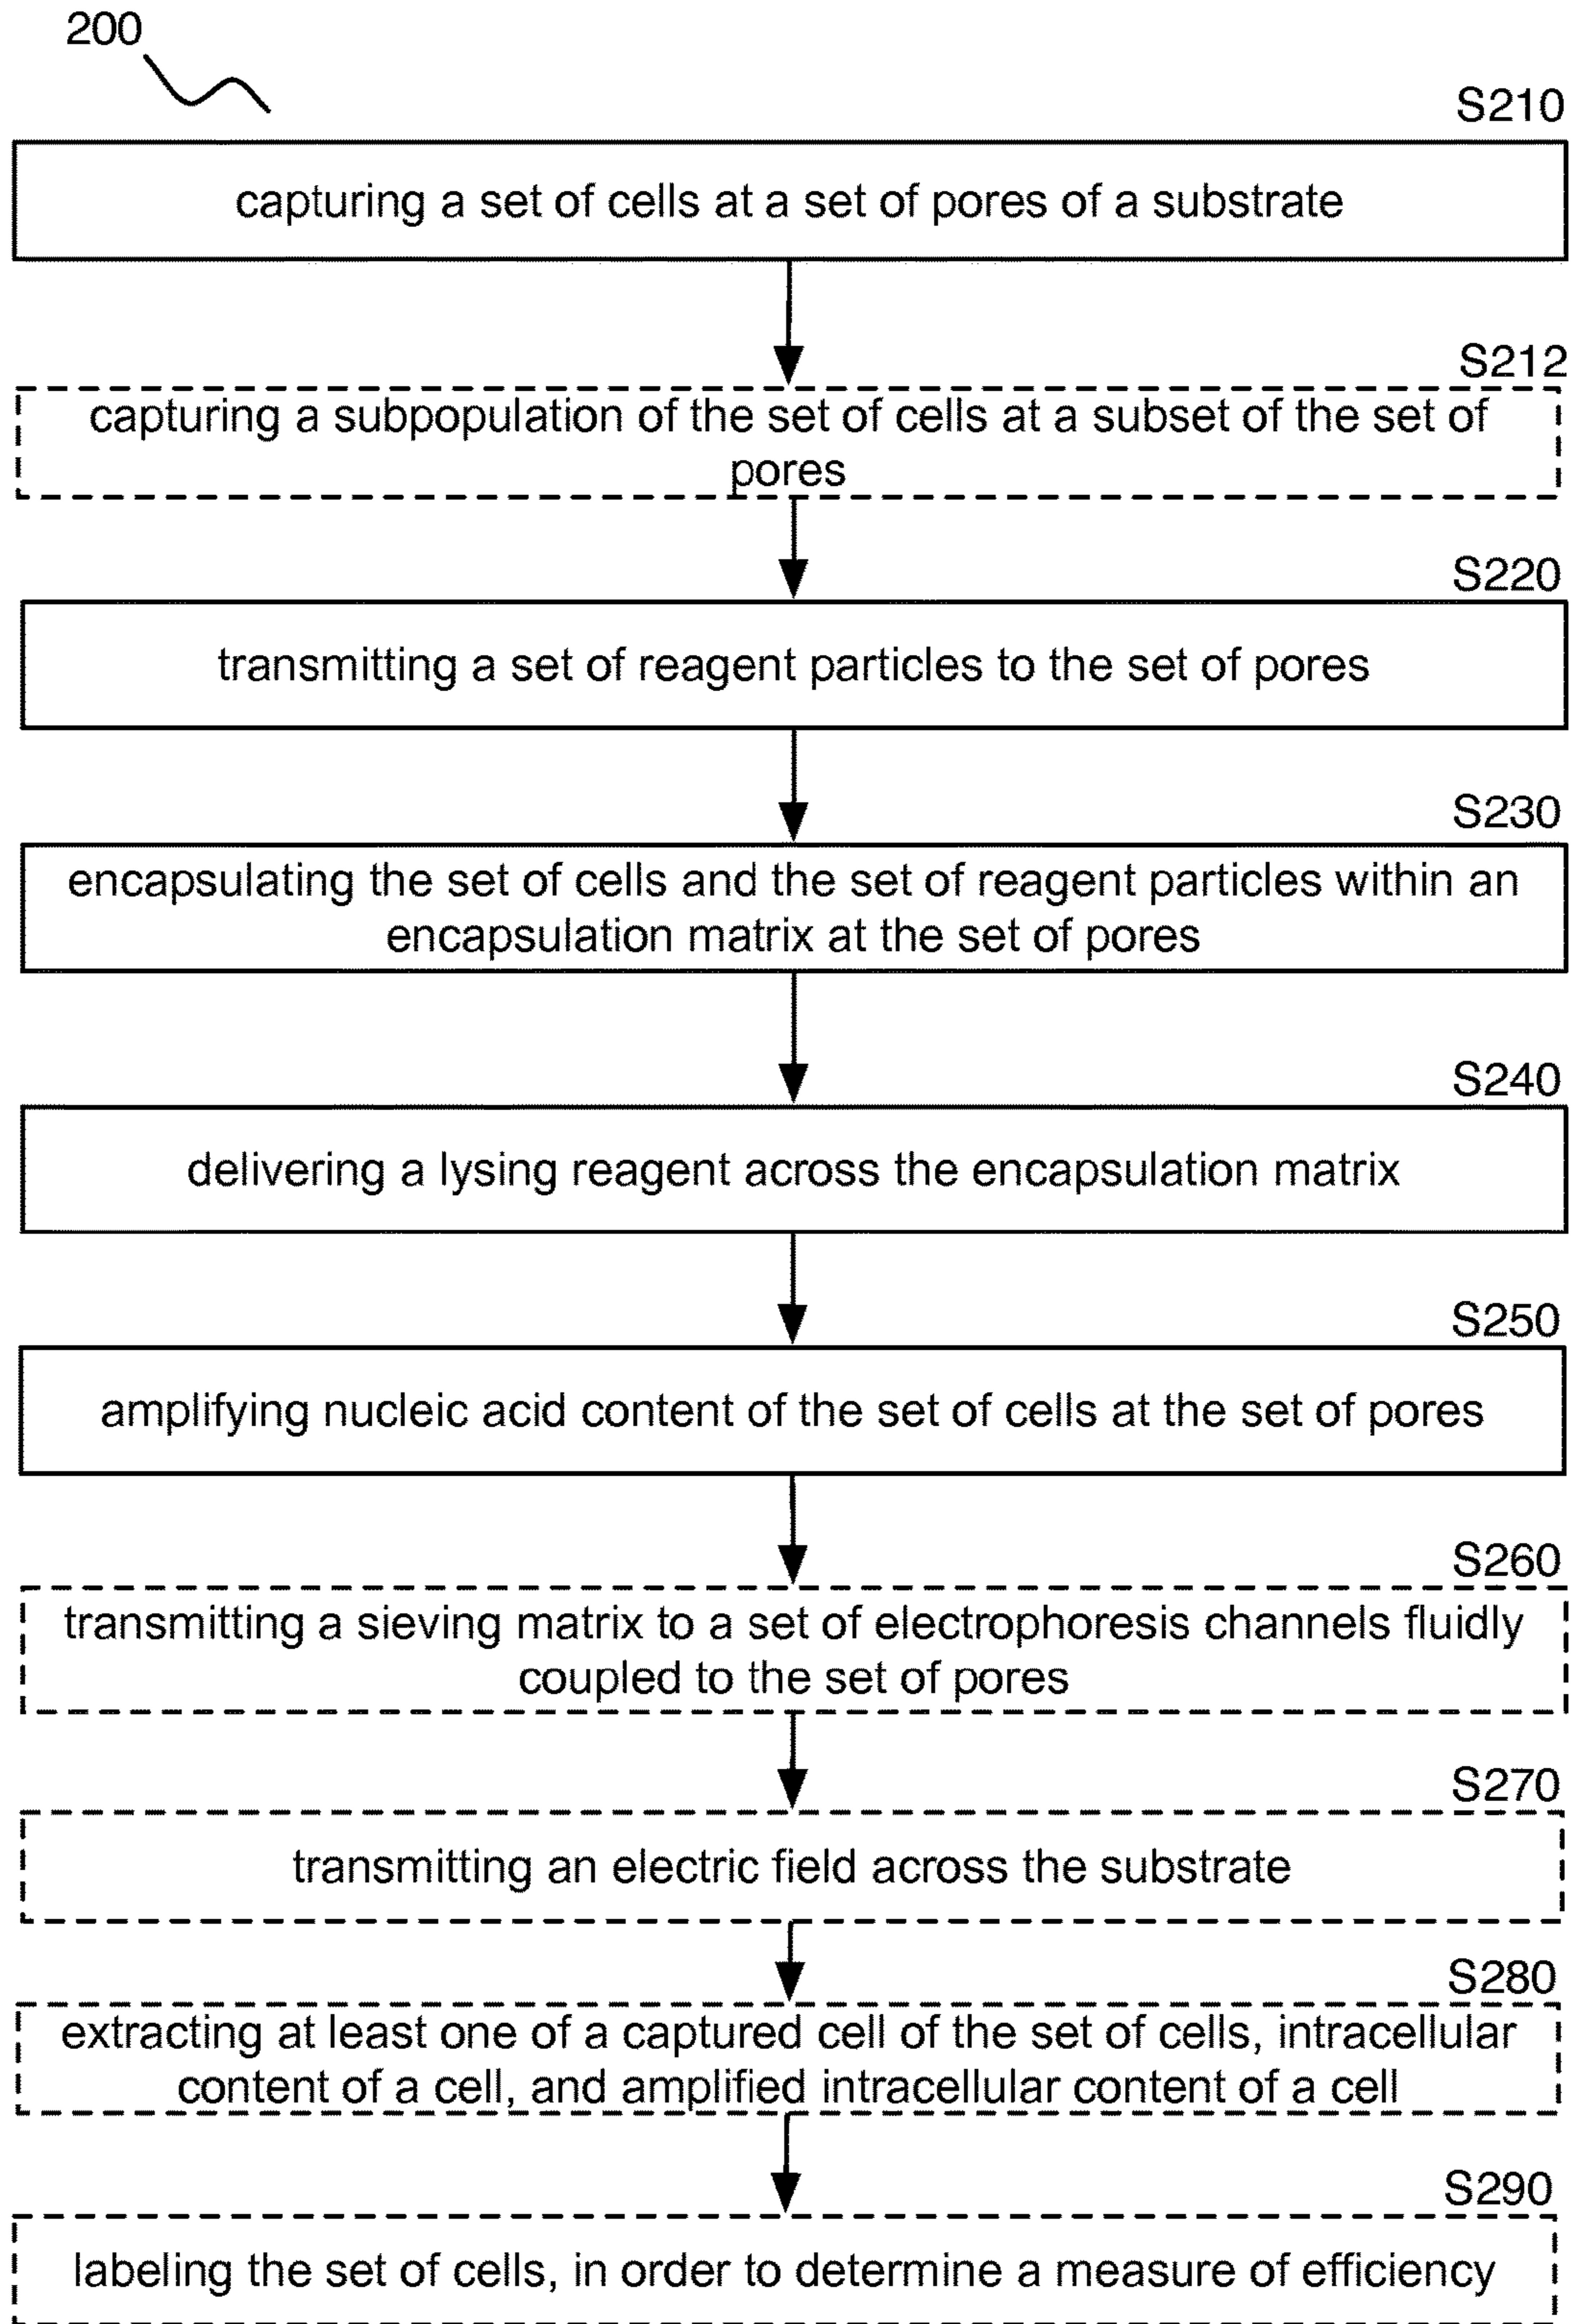 200
S210
capturing a set of cells at a set of pores of a substrate
S212
capturing a subpopulation of the set of cells at a subset of the set of
pores
S220
transmitting a set of reagent particles to the set of pores
S230
encapsulating the set of cells and the set of reagent particles within an
encapsulation matrix at the set of pores
S240
delivering a lysing reagent across the encapsulation matrix
S250
amplifying nucleic acid content of the set of cells at the set of pores
S260
transmitting a sieving matrix to a set of electrophoresis channels fluidly
coupled to the set of pores
S270
transmitting an electric field across the substrate
S280
extracting at least one of a captured cell of the set of cells, intracellular
content of a cell, and amplified intracellular content of a cell
S290
labeling the set of cells, in order to determine a measure of efficiency